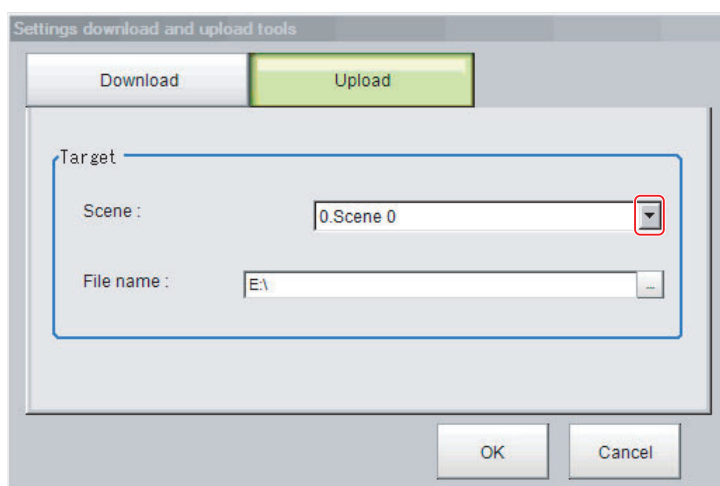 Settings download and upload tools
Download Upload
Target
Scene : 0.Scene 0
File name : E:\ ...
OK Cancel